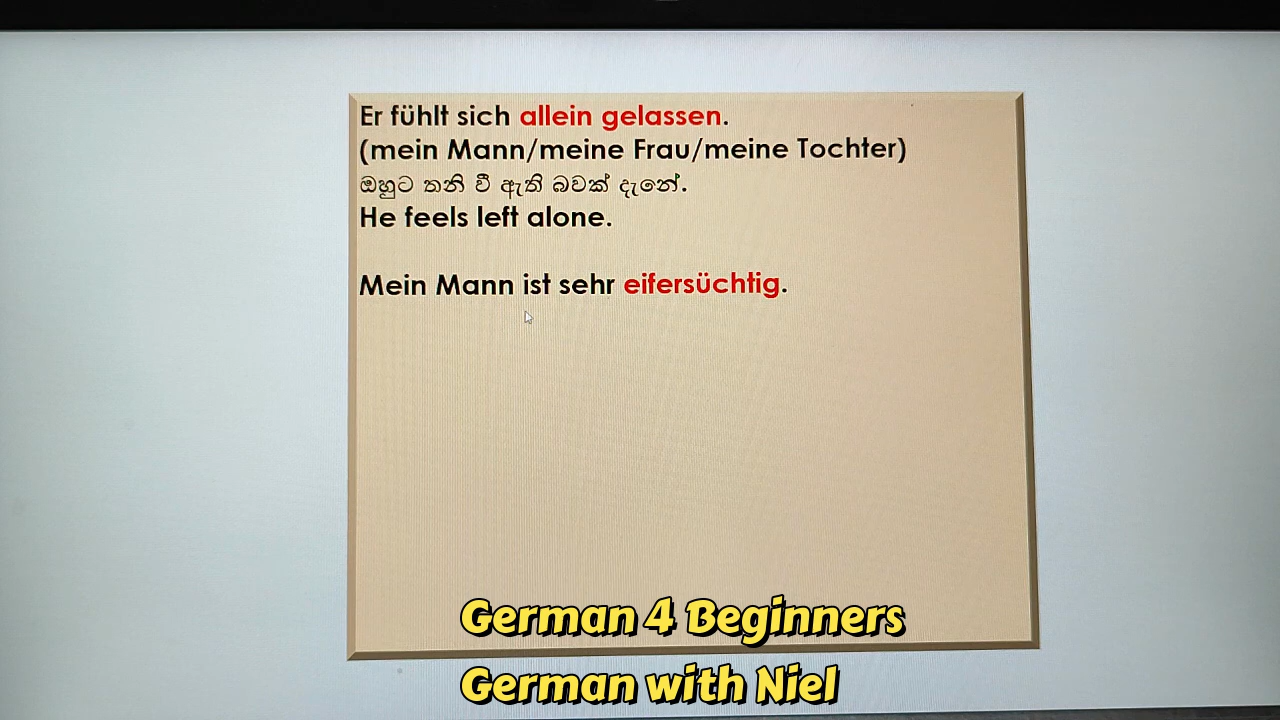 Er fühlt sich allein gelassen.
(mein Mann/meine Frau/meine Tochter)
ඔහුට තනි වී ඇති බවක් දැනේ.
He feels left alone.
Mein Mann ist sehr eifersüchtig.
German 4 Beginners
German with Niel